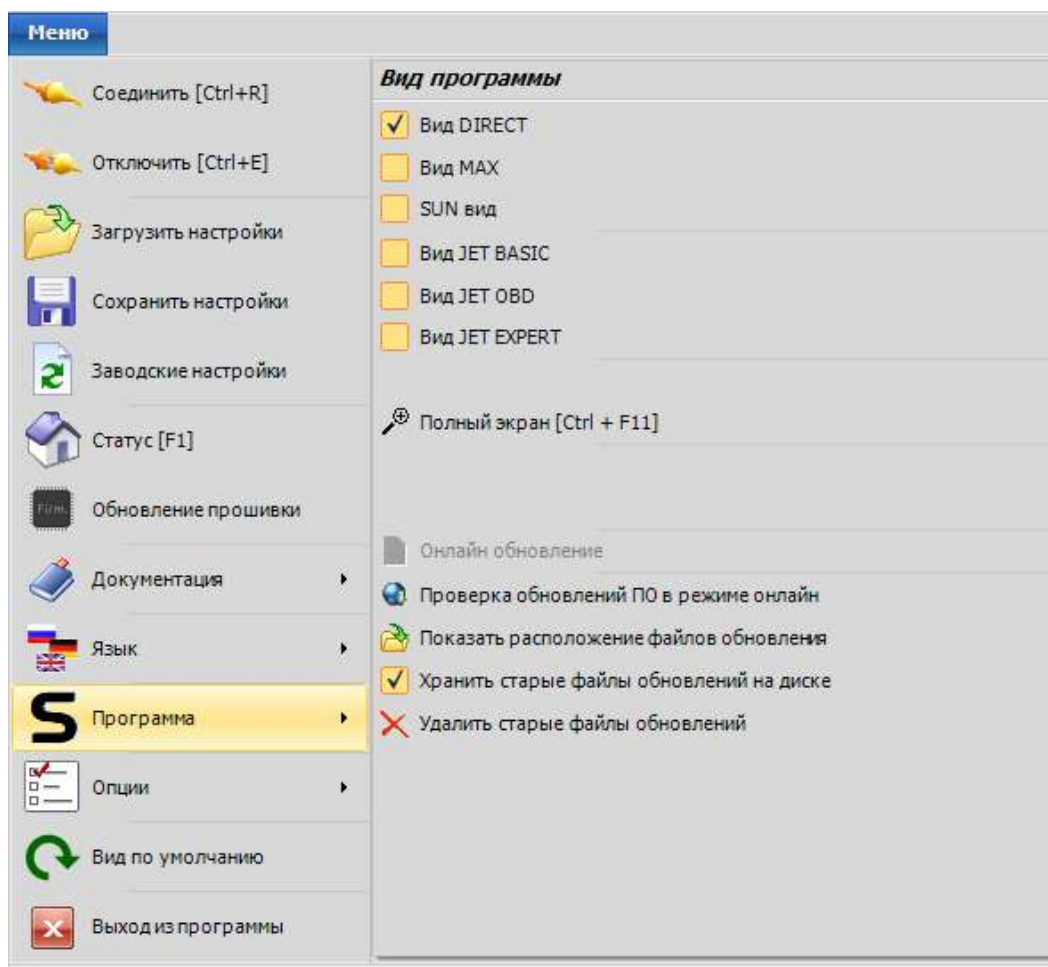 Меню
Соединить [Ctrl+R]
Отключить [Ctrl+E]
Загрузить настройки
Сохранить настройки
Заводские настройки
Статус [F1]
Firm.
Обновление прошивки
Документация
Язык
S Программа
Опции
Вид по умолчанию
Выход из программы
Вид программы
Вид DIRECT
Вид MAX
SUN вид
Вид JET BASIC
Вид JET OBD
Вид JET EXPERT
Полный экран [Ctrl + F11]
Онлайн обновление
Проверка обновлений ПО в режиме онлайн
Показать расположение файлов обновления
Хранить старые файлы обновлений на диске
Удалить старые файлы обновлений